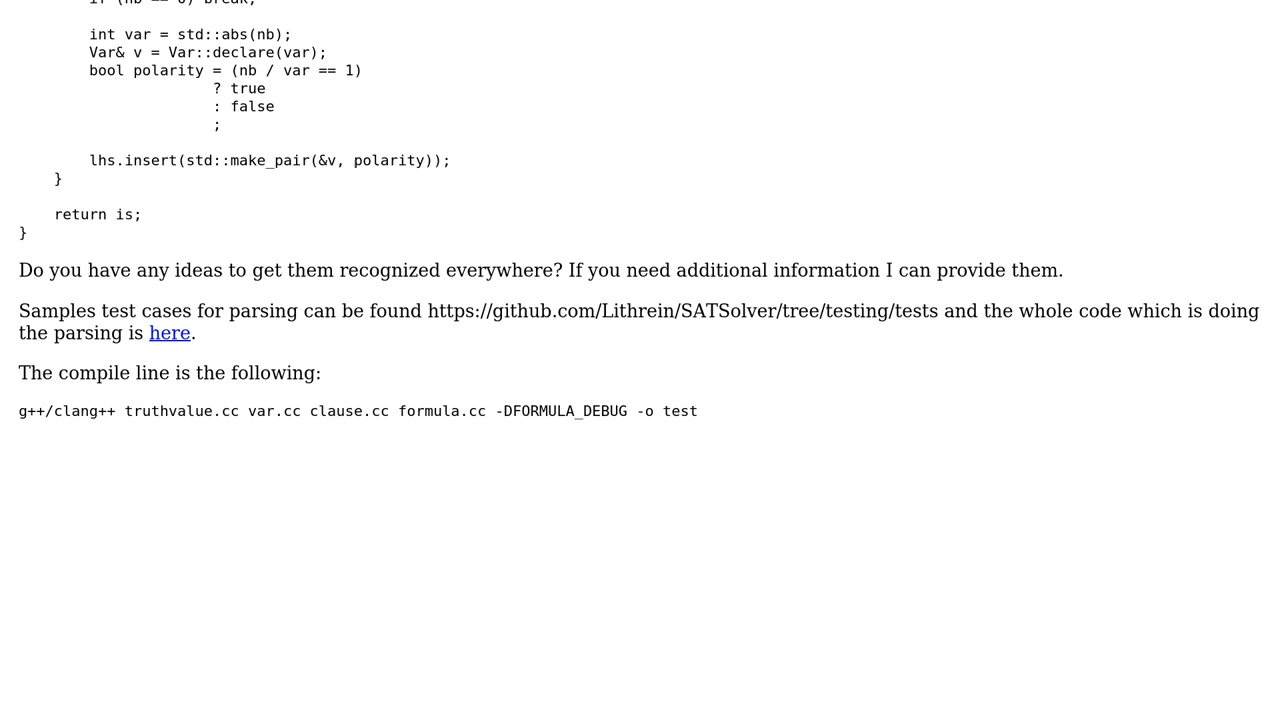 if (nb == 0) break;
int var = std::abs(nb);
Var& v = Var::declare(var);
bool polarity = (nb / var == 1)
? true
: false
;
lhs.insert(std::make_pair(&v, polarity));
}
return is;
}
Do you have any ideas to get them recognized everywhere? If you need additional information I can provide them.
Samples test cases for parsing can be found https://github.com/Lithrein/SATSolver/tree/testing/tests and the whole code which is doing
the parsing is here.
The compile line is the following:
g++/clang++ truthvalue.cc var.cc clause.cc formula.cc -DFORMULA_DEBUG -o test